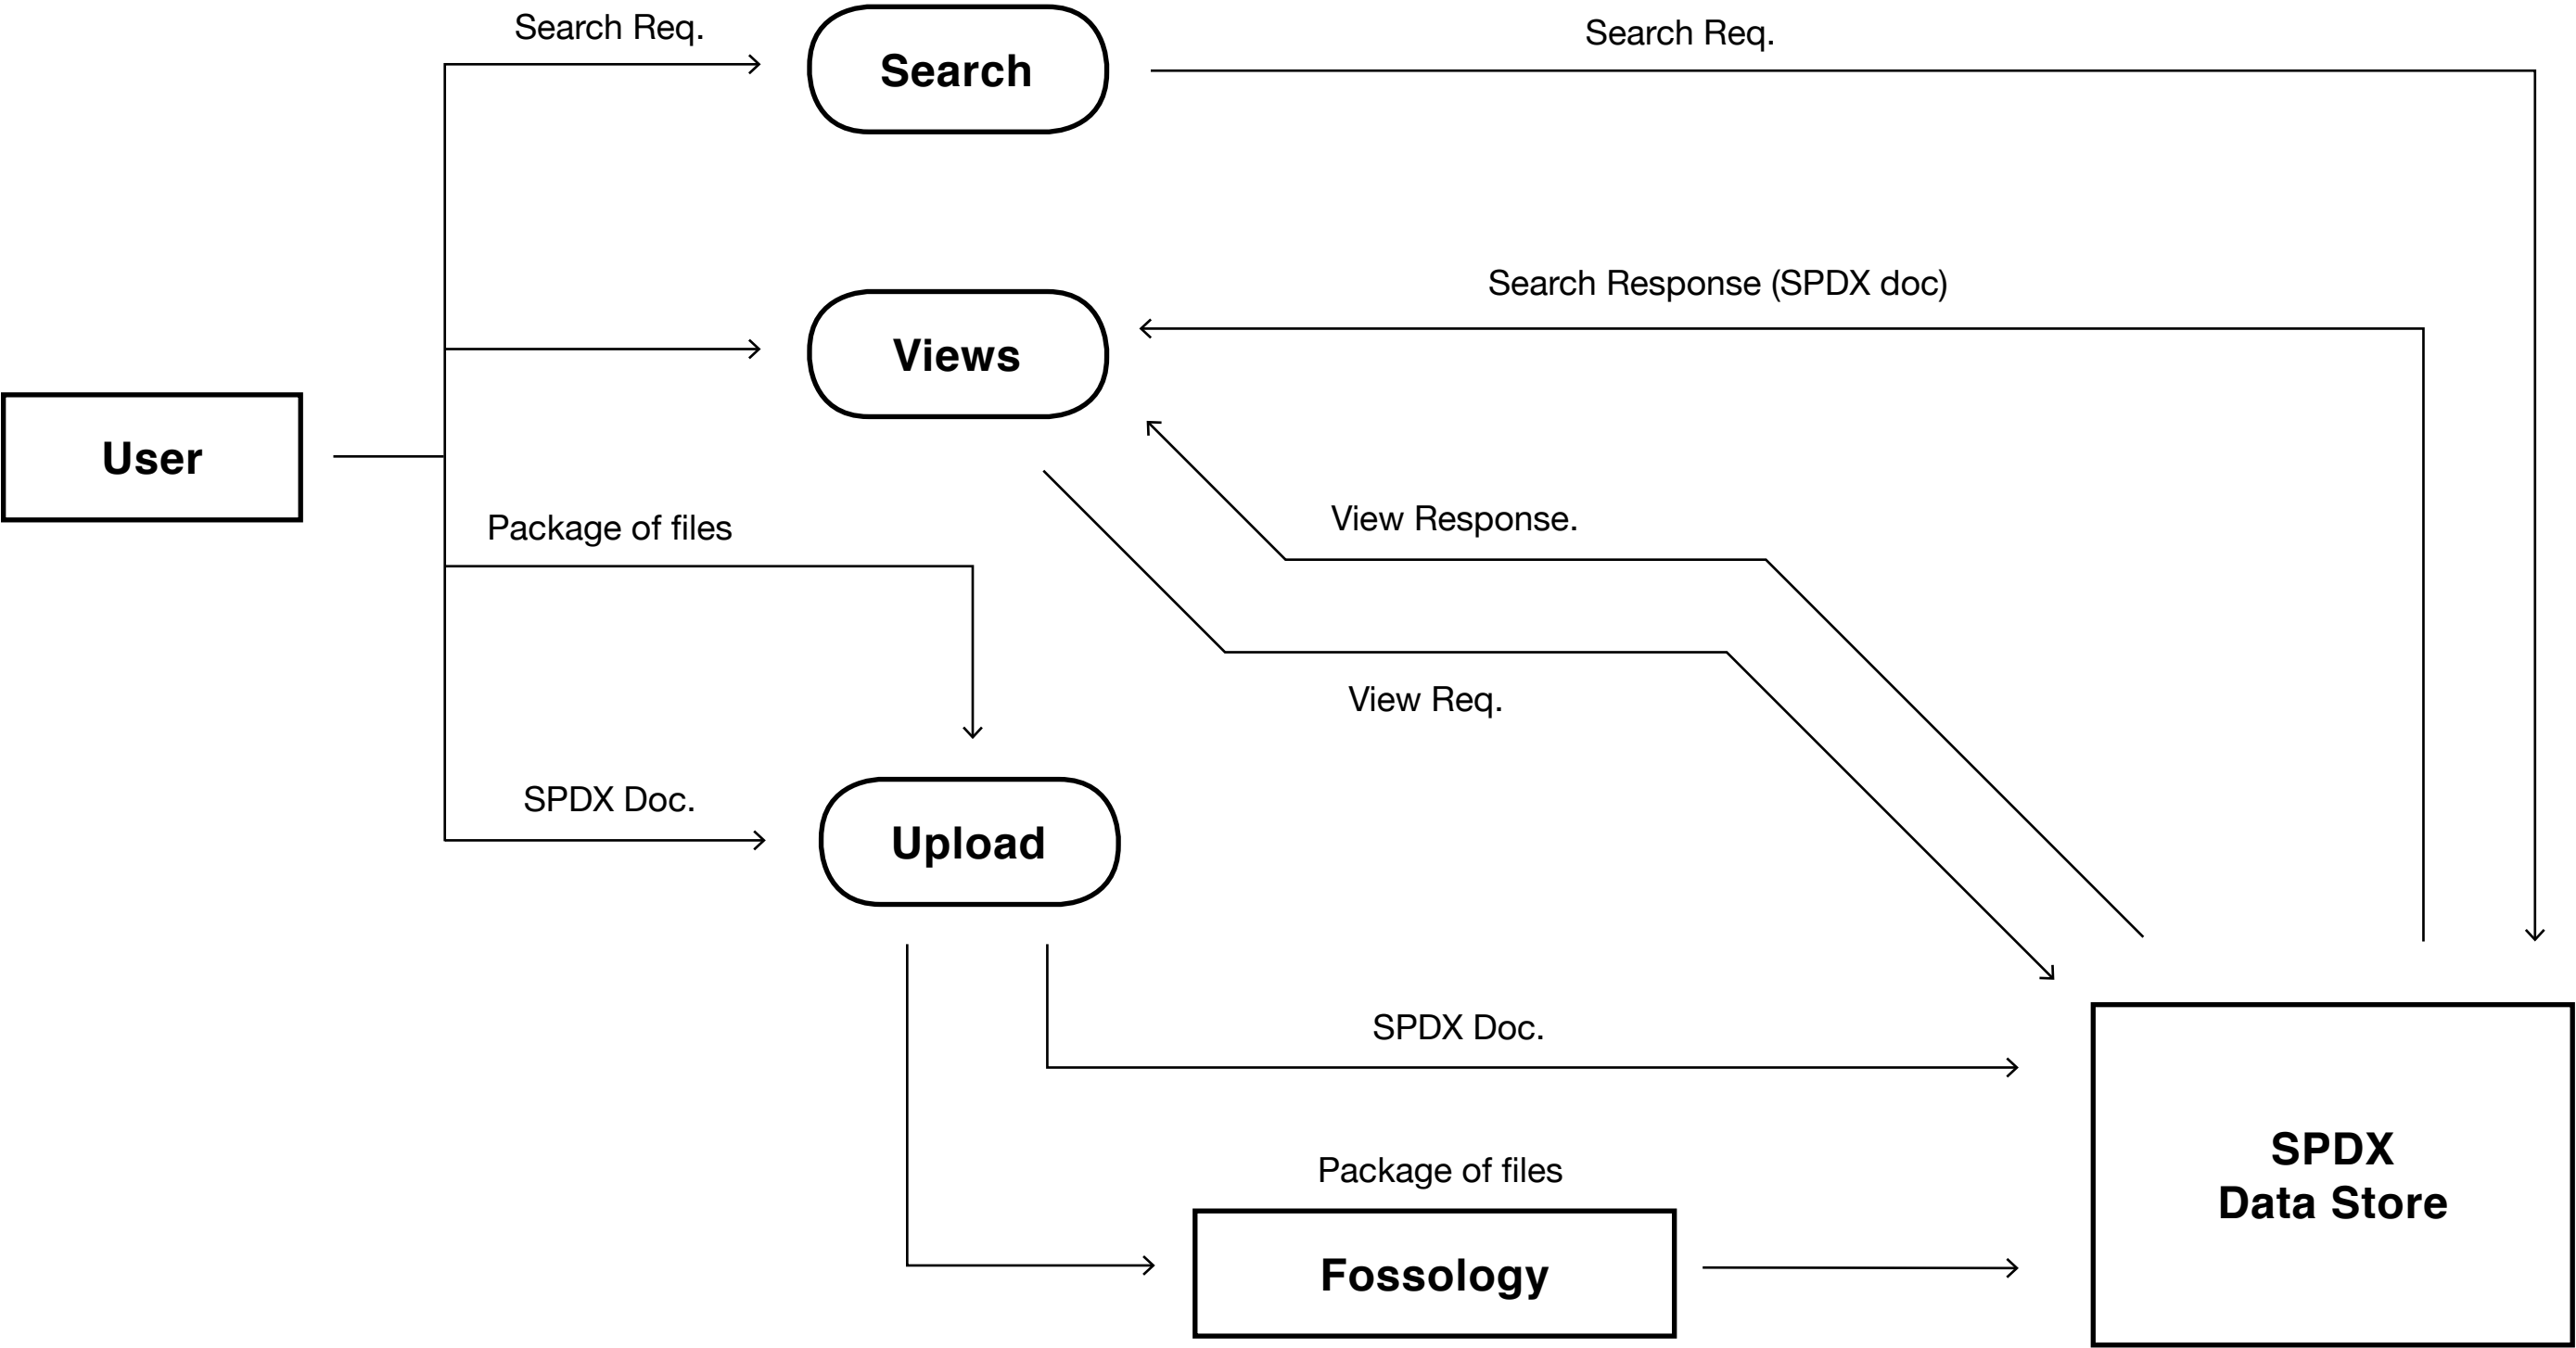 Search Req.
Search
Search Req.
Views
Search Response (SPDX doc)
User
Package of files
View Response.
View Req.
SPDX Doc.
Upload
SPDX Doc.
Package of files
Fossology
SPDX
Data Store